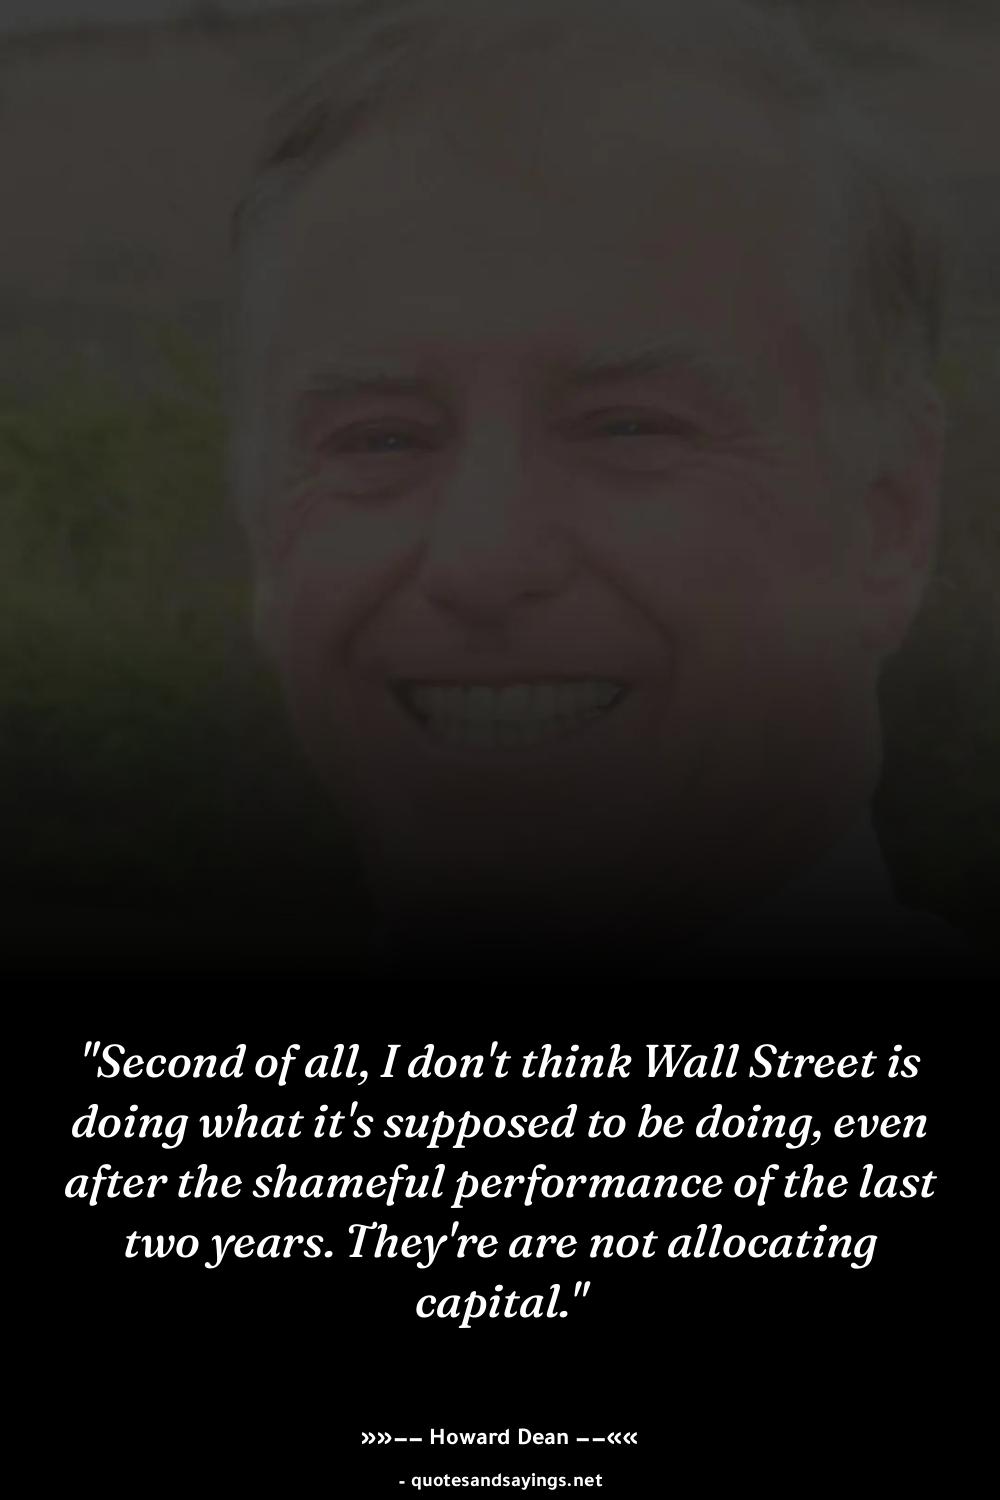 "Second of all, I don't think Wall Street is
doing what it's supposed to be doing, even
after the shameful performance of the last
two years. They're are not allocating
capital."
»»–– Howard Dean ––««
- quotesandsayings.net